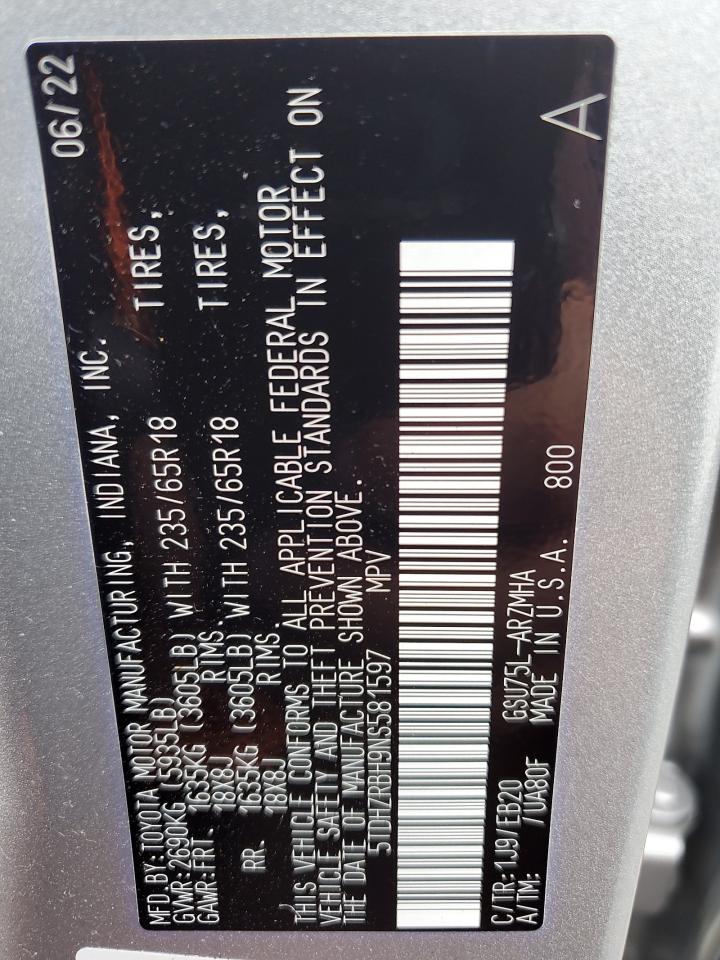 MFD. BY: TOYOTA MOTOR MANUFACTURING, INDIANA, INC. 06/22
GVWR: 2690KG (5935LB)
GAWR: FRT. 1635KG (3605LB) WITH 235/65R18 TIRES,
18X8J RIMS.
RR. 1635KG (3605LB) WITH 235/65R18 TIRES,
18X8J RIMS.
THIS VEHICLE CONFORMS TO ALL APPLICABLE FEDERAL MOTOR
VEHICLE SAFETY AND THEFT PREVENTION STANDARDS IN EFFECT ON
THE DATE OF MANUFACTURE SHOWN ABOVE.
5TDHZRBH9NS581597 MPV
C/TR: 1J9/EB20 GSU75L-ARZMHA 800 A
A/TM: /UA80F MADE IN U.S.A.